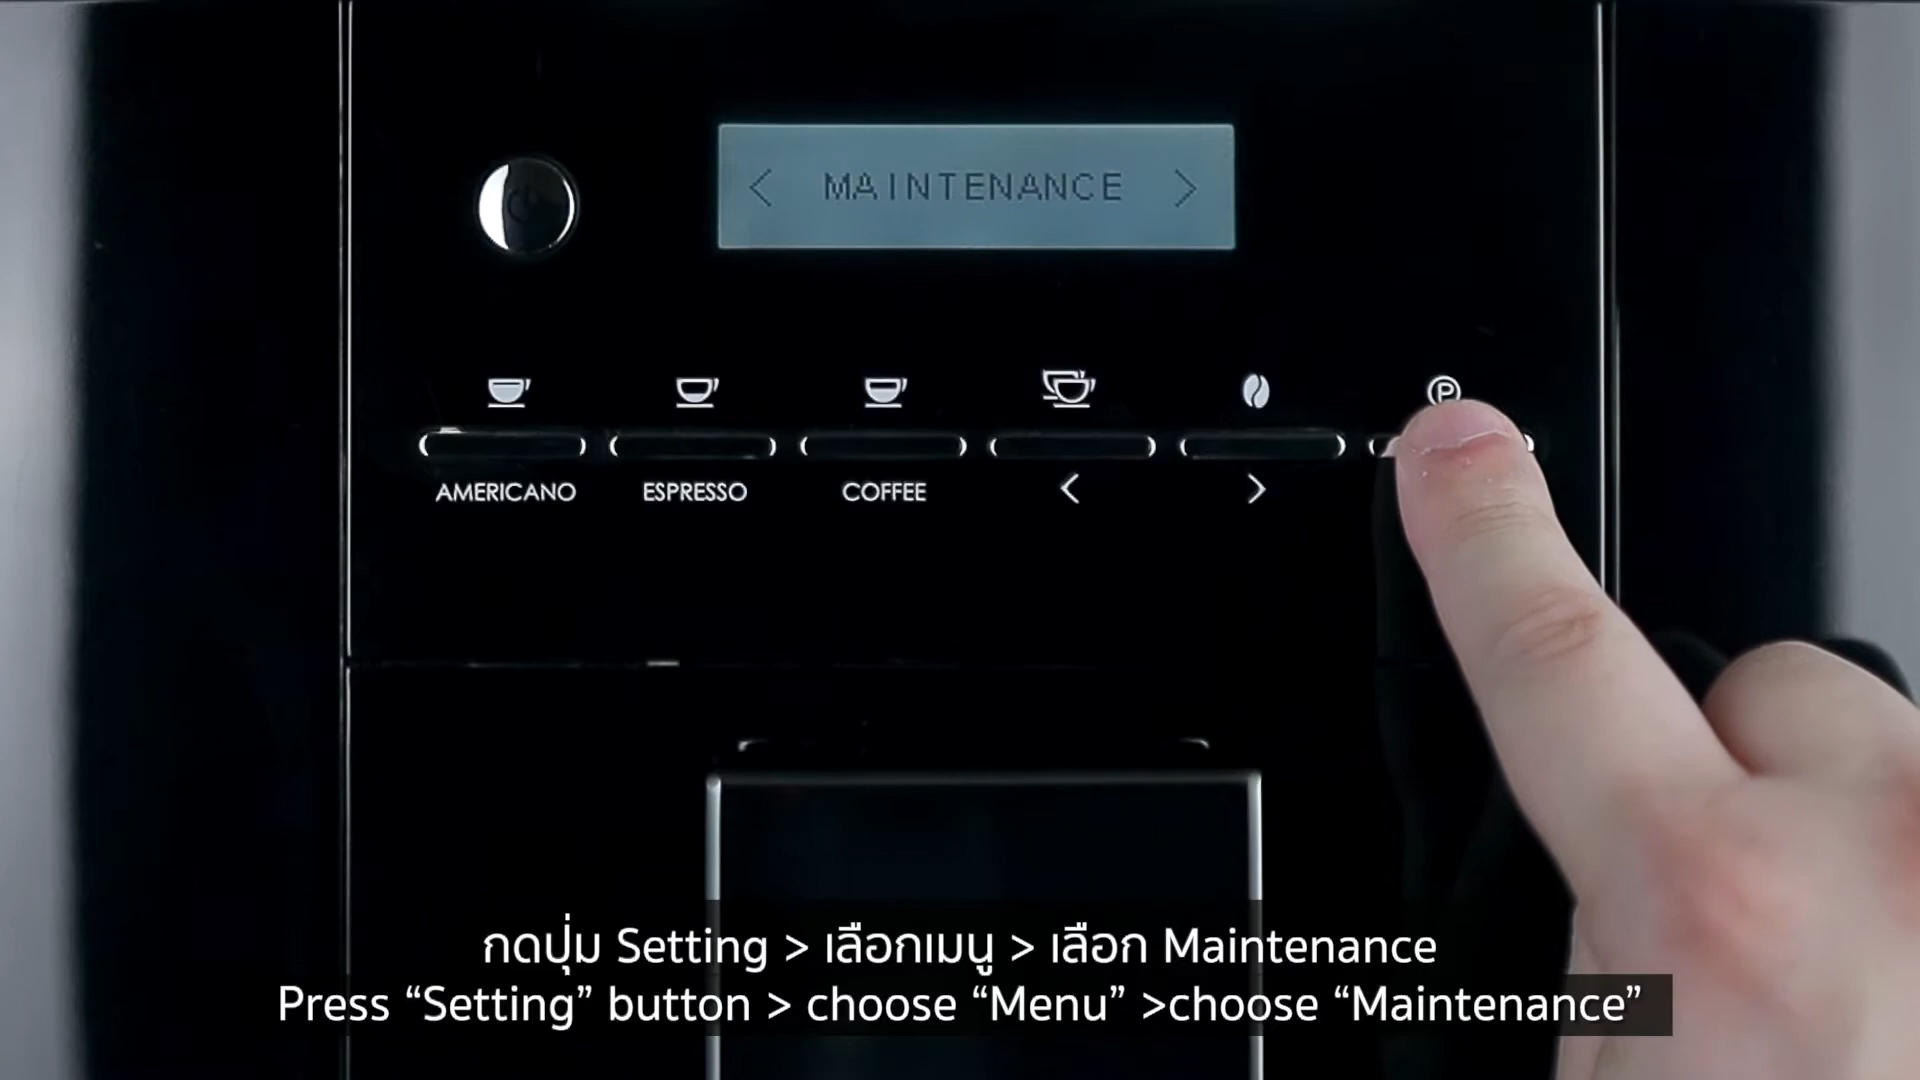 < MAINTENANCE >
P
AMERICANO ESPRESSO COFFEE < >
กดปุ่ม Setting > เลือกเมนู > เลือก Maintenance
Press “Setting” button > choose “Menu” >choose “Maintenance”